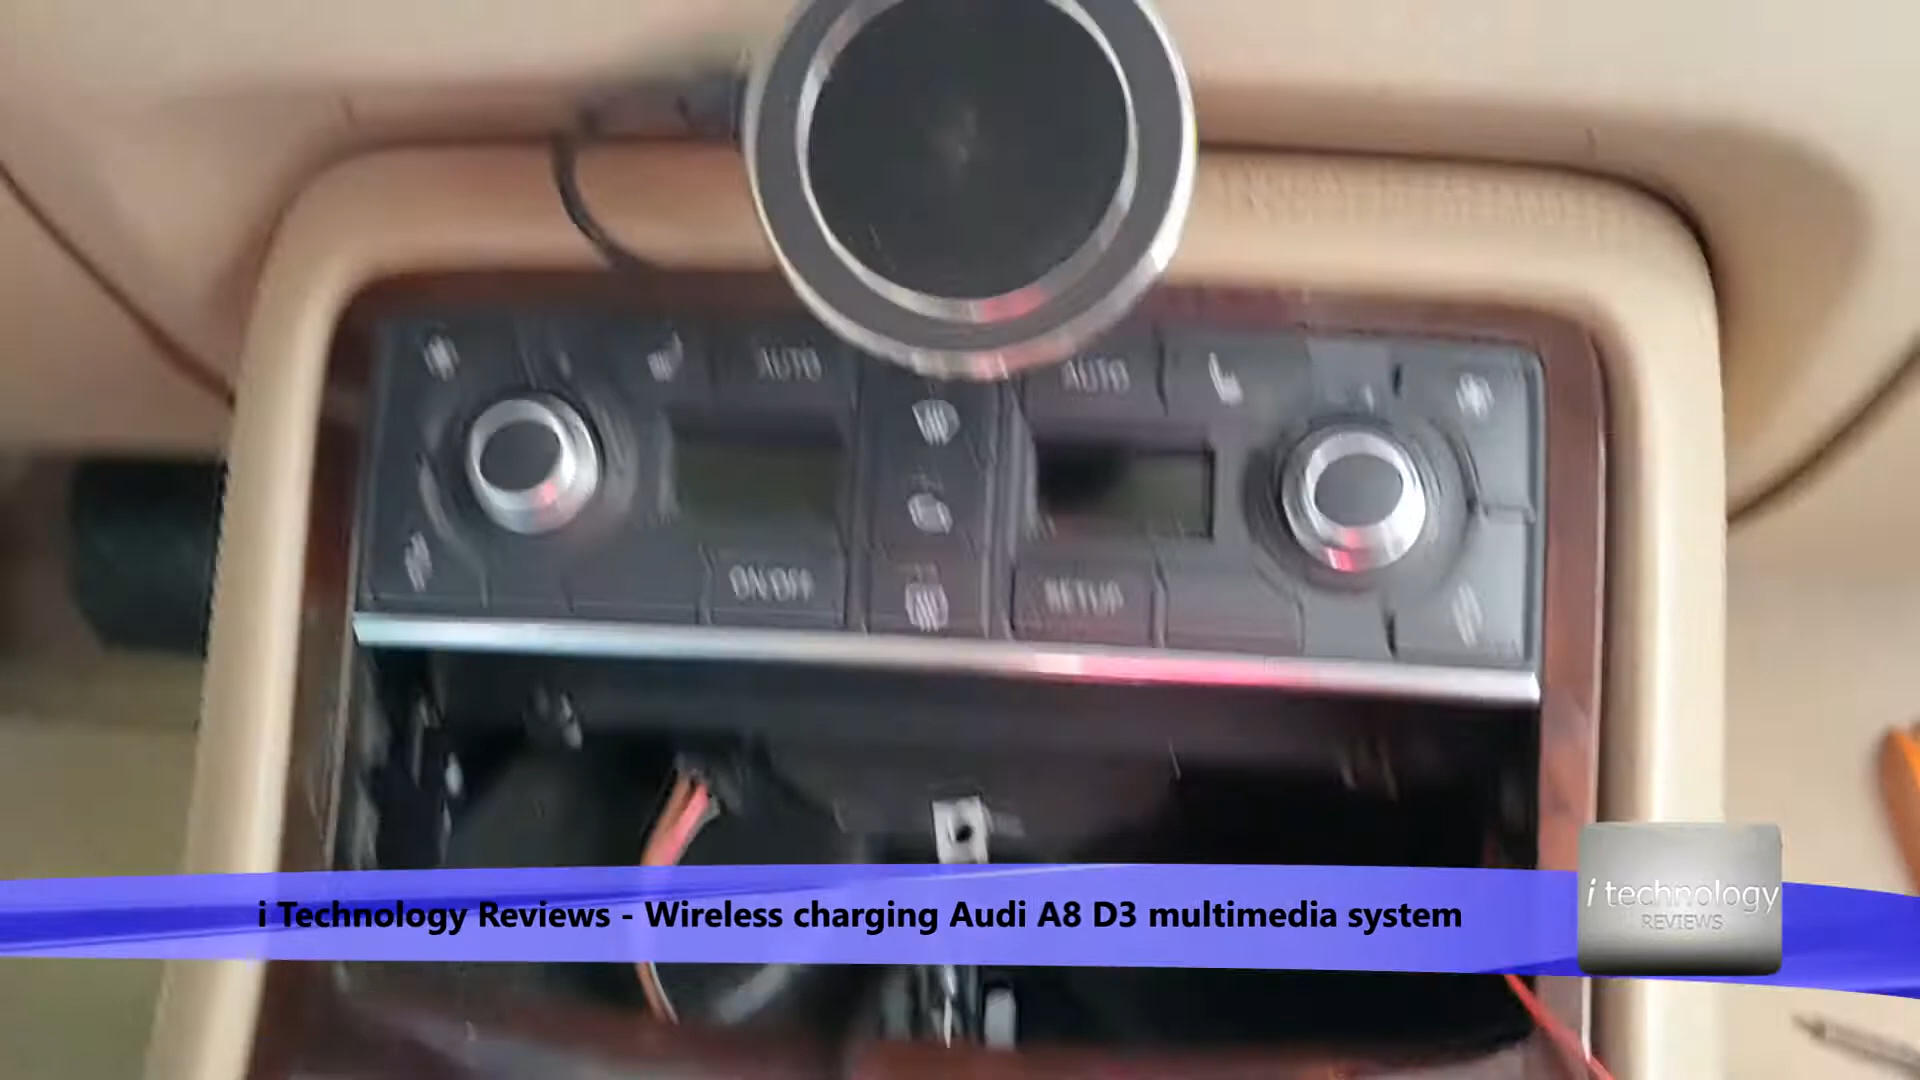 AUTO
AUTO
ON/OFF
SETUP
i Technology Reviews - Wireless charging Audi A8 D3 multimedia system
i technology
REVIEWS